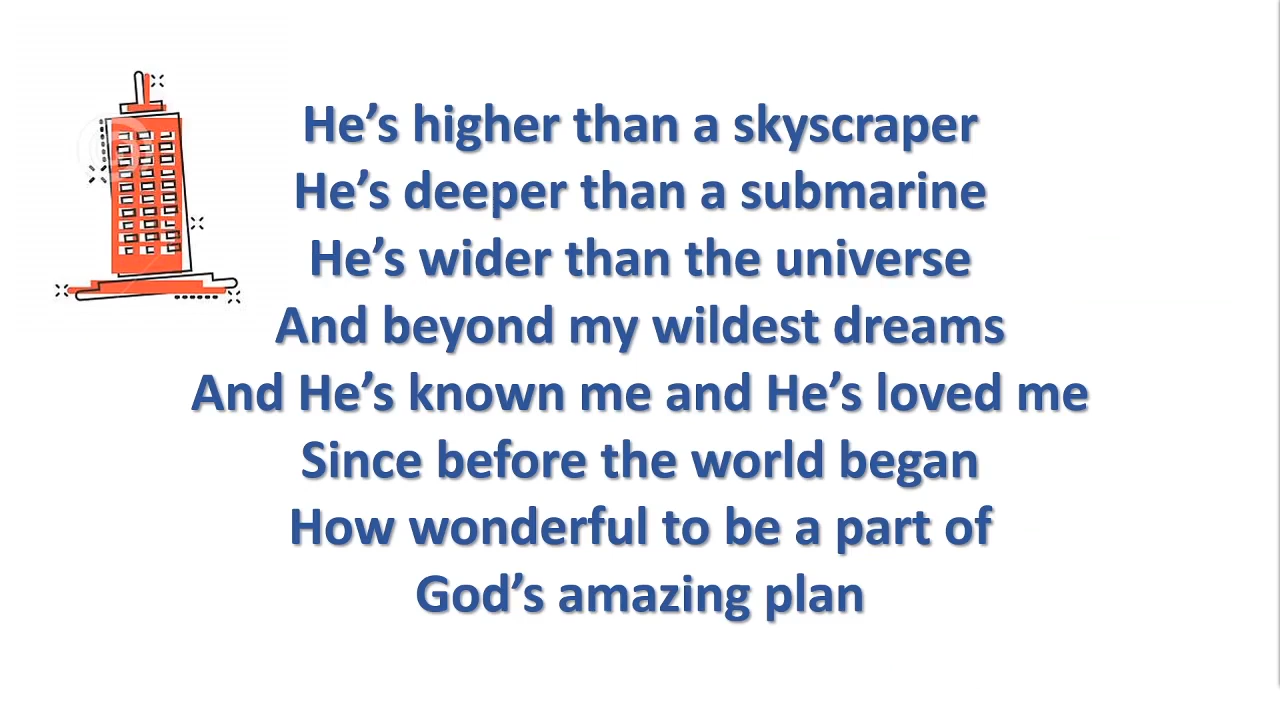 He’s higher than a skyscraper
He’s deeper than a submarine
He’s wider than the universe
And beyond my wildest dreams
And He’s known me and He’s loved me
Since before the world began
How wonderful to be a part of
God’s amazing plan